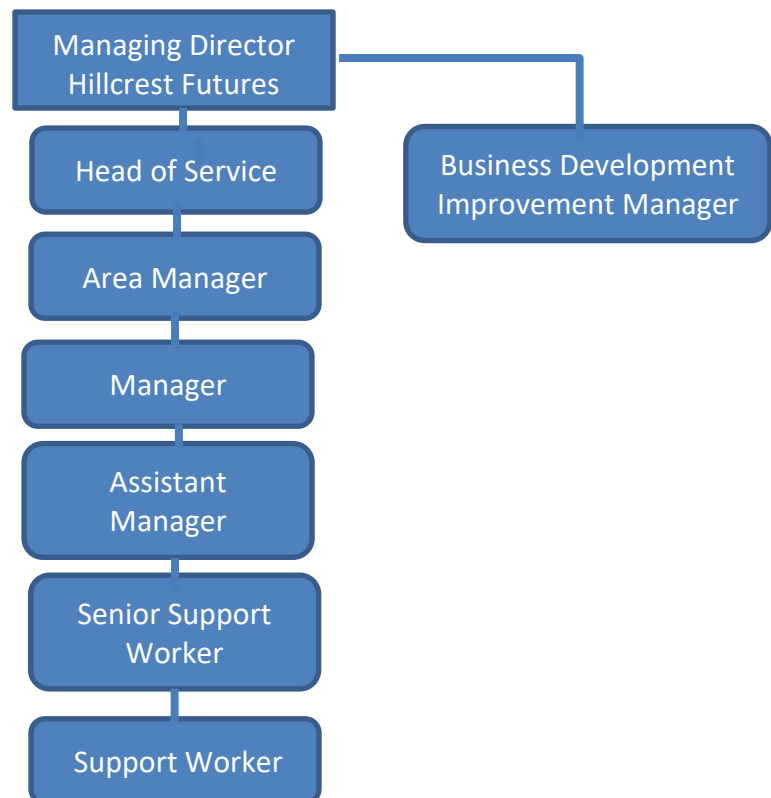 Managing Director
Hillcrest Futures
Head of Service
Business Development
Improvement Manager
Area Manager
Manager
Assistant
Manager
Senior Support
Worker
Support Worker